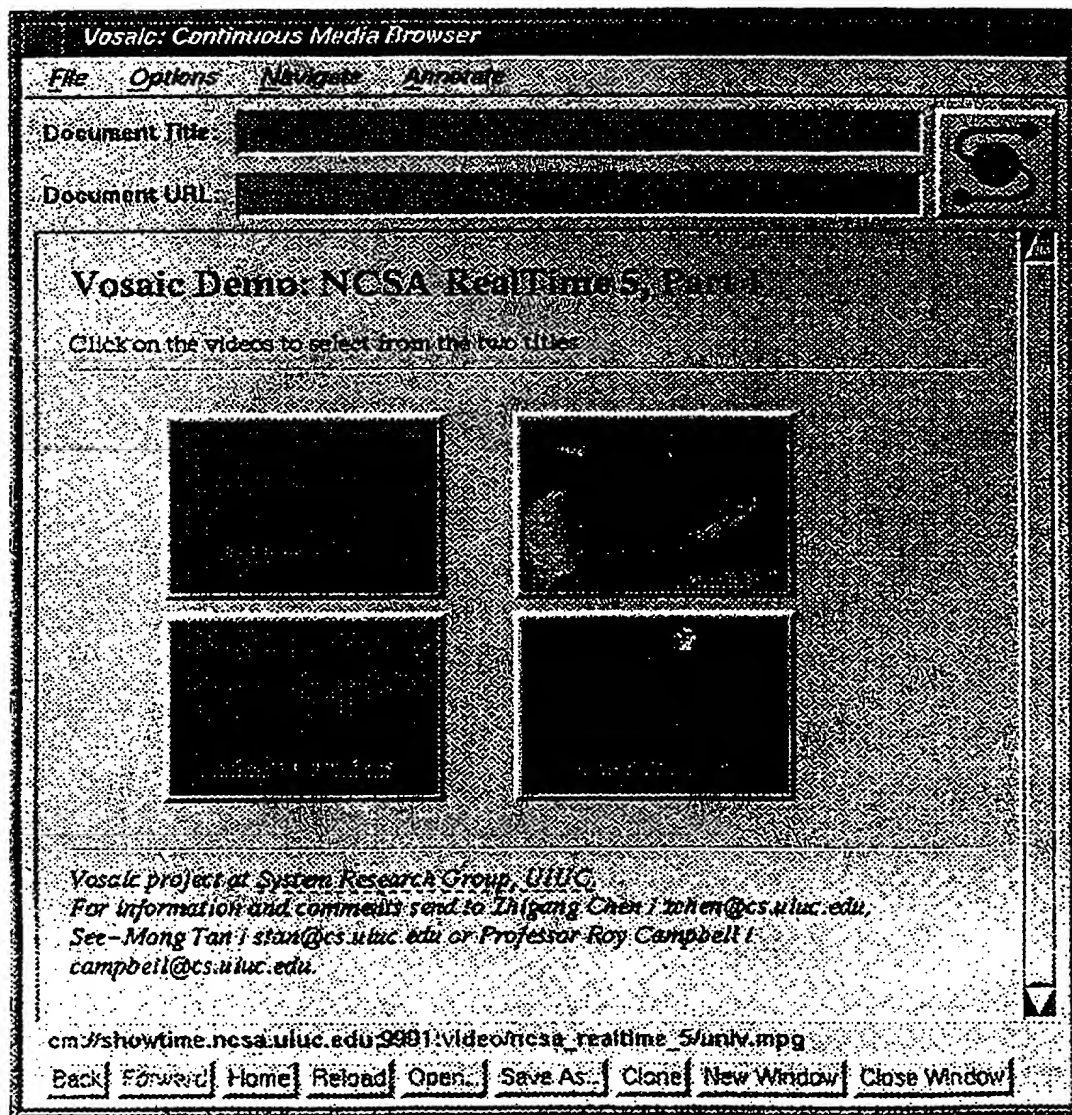 Vosaic: Continuous Media Browser
File Options Navigate Annotate
Document Title:
Document URL:
Vosaic Demo: NCSA RealTime 5, Part I
Click on the videos to select from the two titles
Vosaic project at System Research Group, UIUC.
For information and comments send to Zhigang Chen / zchen@cs.uiuc.edu,
See-Mong Tan / stan@cs.uiuc.edu or Professor Roy Campbell /
campbell@cs.uiuc.edu.
cm://showtime.ncsa.uiuc.edu:9901:video/ncsa_realtime_5/univ.mpg
Back Forward Home Reload Open... Save As... Clone New Window Close Window